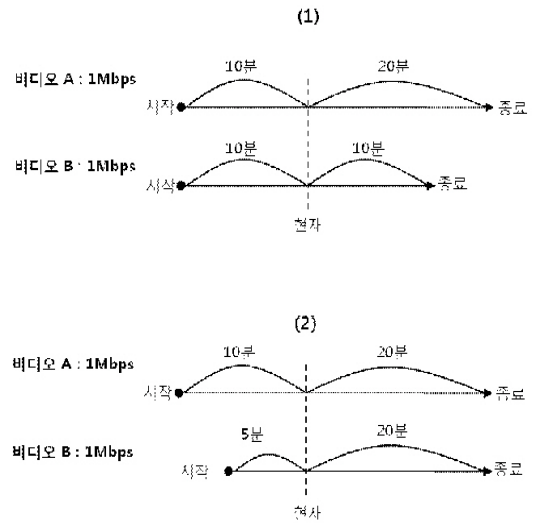 (1)
10분 20분
비디오 A : 1Mbps
시작 종료
10분 10분
비디오 B : 1Mbps
시작 종료
현재
(2)
10분 20분
비디오 A : 1Mbps
시작 종료
5분 20분
비디오 B : 1Mbps
시작 종료
현재